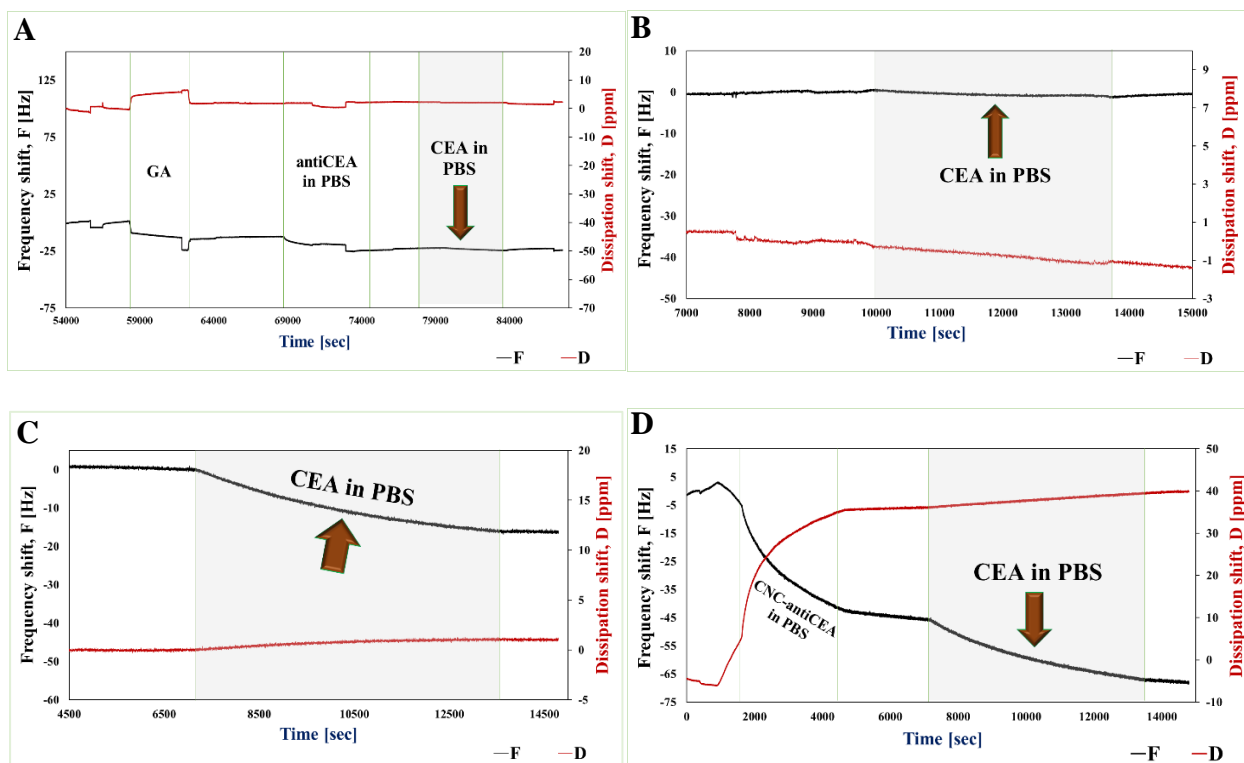 A
Frequency shift, F [Hz]
125
75
25
-25
-75
GA
antiCEA
in PBS
CEA in
PBS
20
10
0
-10
-20
-30
-40
-50
-60
-70
Dissipation shift, D [ppm]
54000 59000 64000 69000 74000 79000 84000
Time [sec]
F D
B
Frequency shift, F [Hz]
10
0
-10
-20
-30
-40
-50
CEA in PBS
9
7
5
3
1
-1
-3
Dissipation shift, D [ppm]
7000 8000 9000 10000 11000 12000 13000 14000 15000
Time [sec]
F D
C
Frequency shift, F [Hz]
0
-10
-20
-30
-40
-50
-60
CEA in PBS
20
15
10
5
0
-5
Dissipation shift, D [ppm]
4500 6500 8500 10500 12500 14500
Time [sec]
F D
D
Frequency shift, F [Hz]
15
5
-5
-15
-25
-35
-45
-55
-65
-75
CNC-antiCEA
in PBS
CEA in PBS
50
40
30
20
10
0
-10
Dissipation shift, D [ppm]
0 2000 4000 6000 8000 10000 12000 14000
Time [sec]
F D